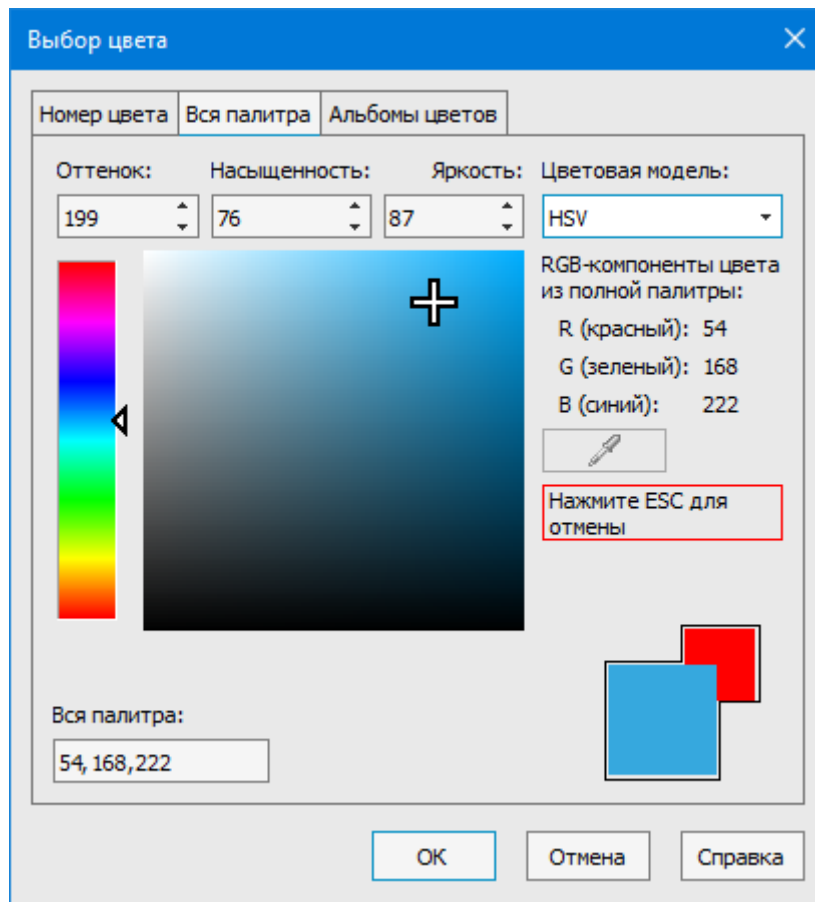 Выбор цвета
Номер цвета Вся палитра Альбомы цветов
Оттенок: Насыщенность: Яркость: Цветовая модель:
199 76 87 HSV
RGB-компоненты цвета
из полной палитры:
R (красный): 54
G (зеленый): 168
B (синий): 222
Нажмите ESC для
отмены
Вся палитра:
54,168,222
ОК Отмена Справка